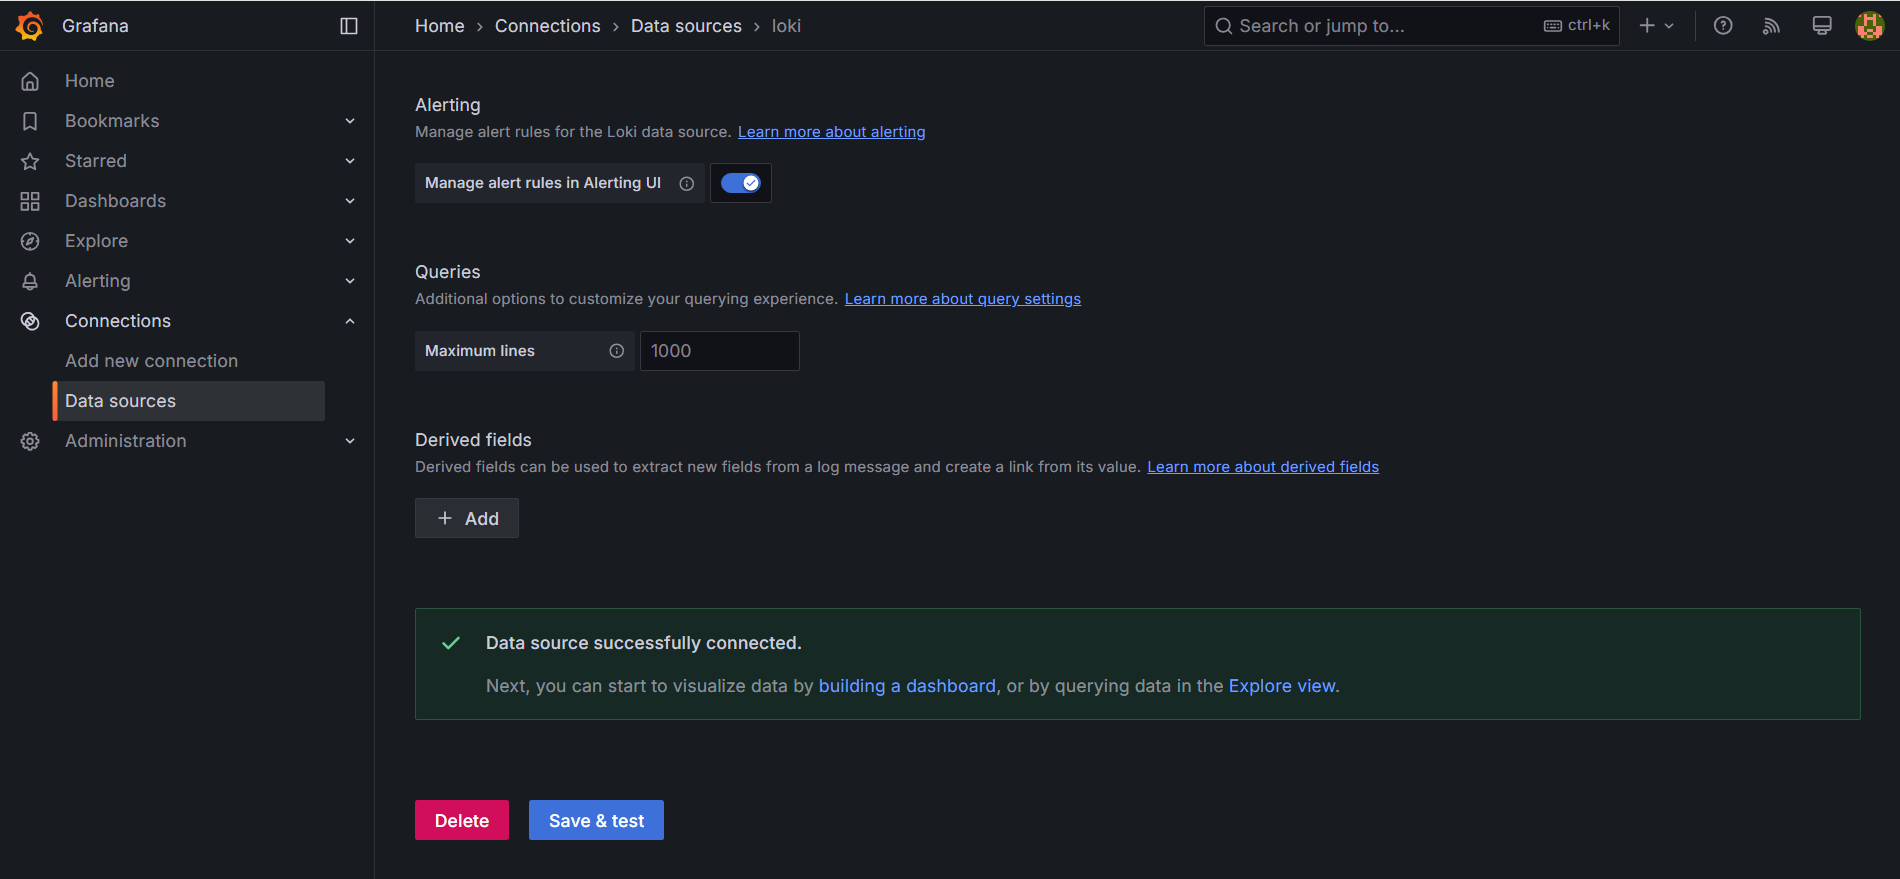 Grafana
Home › Connections › Data sources › loki
Search or jump to... ctrl+k
Home
Bookmarks
Starred
Dashboards
Explore
Alerting
Connections
Add new connection
Data sources
Administration
Alerting
Manage alert rules for the Loki data source. Learn more about alerting
Manage alert rules in Alerting UI
Queries
Additional options to customize your querying experience. Learn more about query settings
Maximum lines 1000
Derived fields
Derived fields can be used to extract new fields from a log message and create a link from its value. Learn more about derived fields
+ Add
Data source successfully connected.
Next, you can start to visualize data by building a dashboard, or by querying data in the Explore view.
Delete Save & test